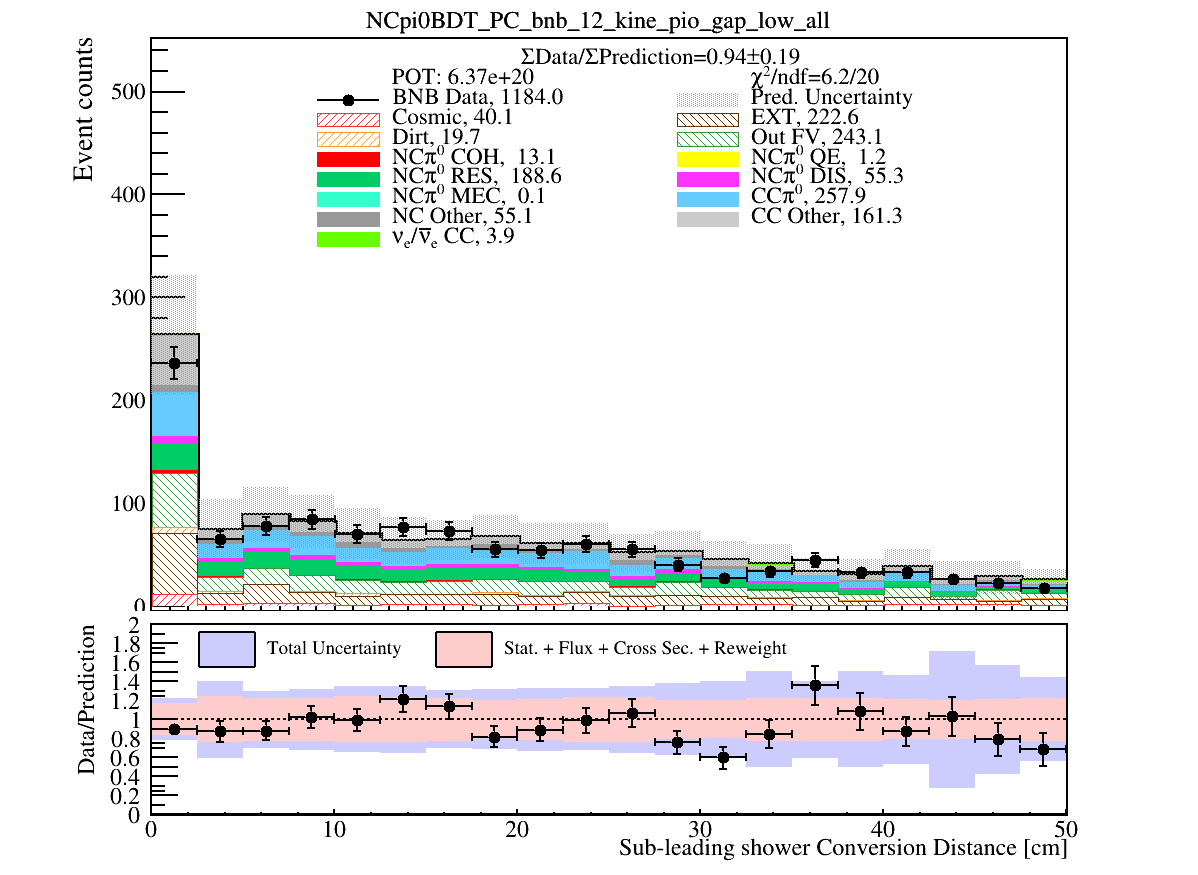 NCpi0BDT_PC_bnb_12_kine_pio_gap_low_all
ΣData/ΣPrediction=0.94±0.19
POT: 6.37e+20
χ²/ndf=6.2/20
BNB Data, 1184.0
Pred. Uncertainty
Cosmic, 40.1
EXT, 222.6
Dirt, 19.7
Out FV, 243.1
NCπ⁰ COH, 13.1
NCπ⁰ QE, 1.2
NCπ⁰ RES, 188.6
NCπ⁰ DIS, 55.3
NCπ⁰ MEC, 0.1
CCπ⁰, 257.9
NC Other, 55.1
CC Other, 161.3
νₑ/ν̅ₑ CC, 3.9
Event counts
500
400
300
200
100
0
Total Uncertainty
Stat. + Flux + Cross Sec. + Reweight
Data/Prediction
2
1.8
1.6
1.4
1.2
1
0.8
0.6
0.4
0.2
0
0 10 20 30 40 50
Sub-leading shower Conversion Distance [cm]